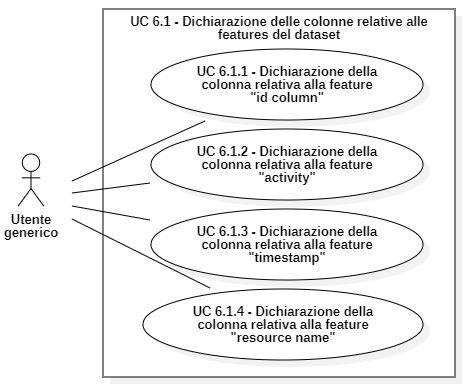 UC 6.1 - Dichiarazione delle colonne relative alle
features del dataset
UC 6.1.1 - Dichiarazione della
colonna relativa alla feature
"id column"
UC 6.1.2 - Dichiarazione della
colonna relativa alla feature
"activity"
Utente
generico
UC 6.1.3 - Dichiarazione della
colonna relativa alla feature
"timestamp"
UC 6.1.4 - Dichiarazione della
colonna relativa alla feature
"resource name"